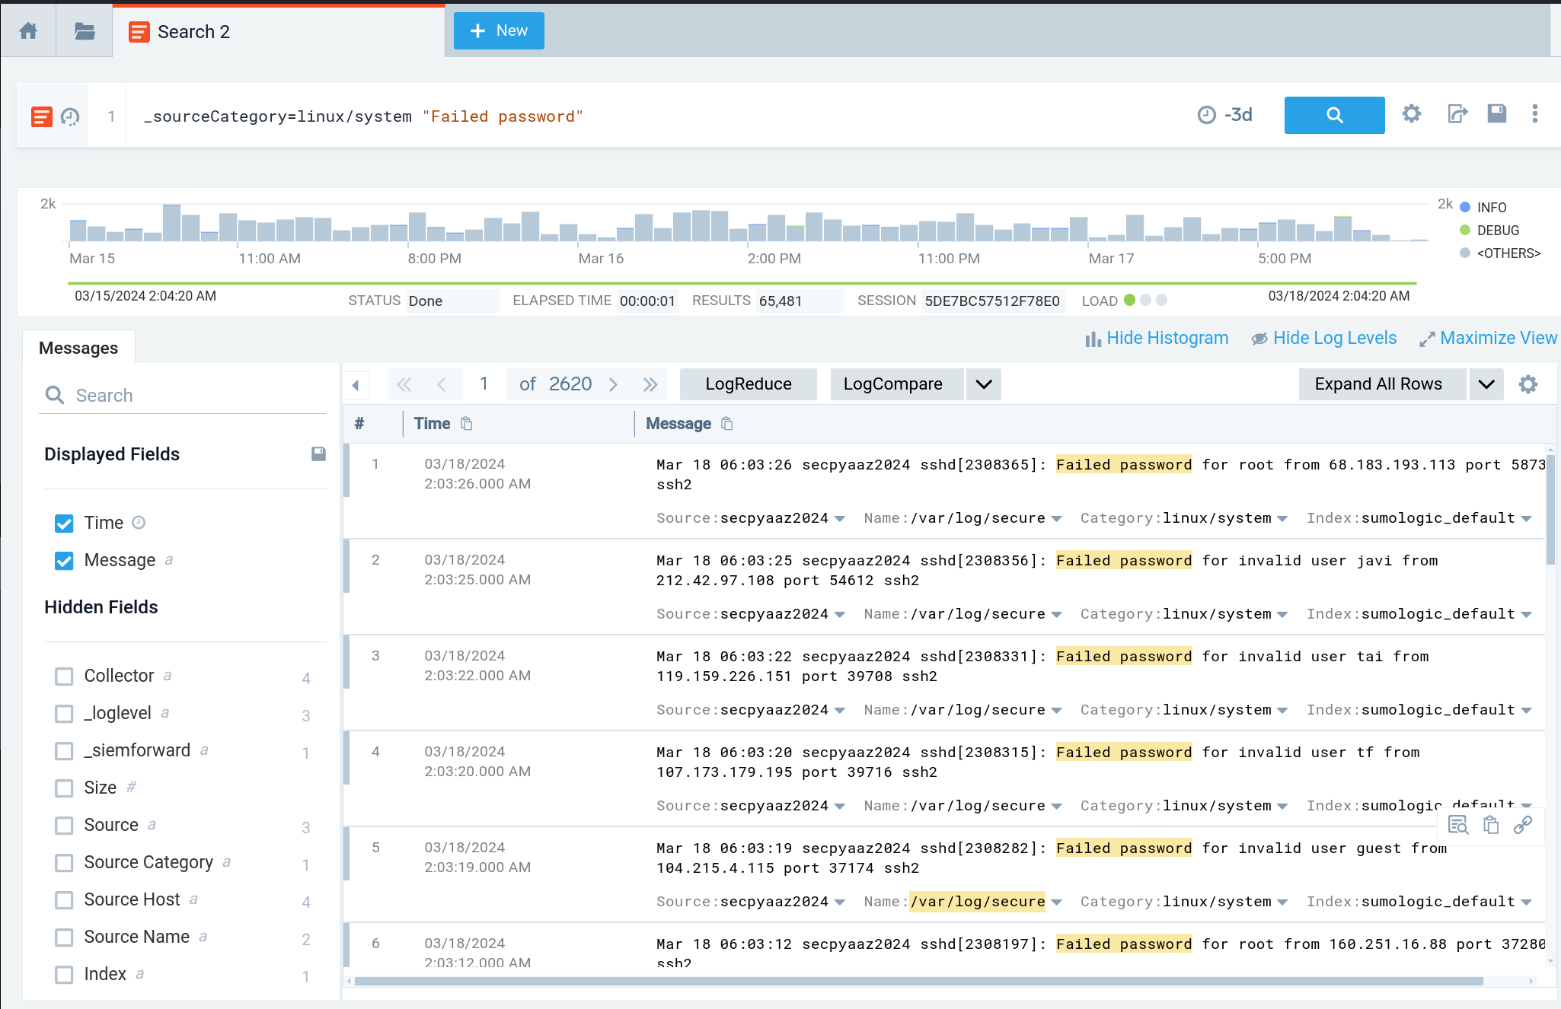 Search 2
+ New
1 _sourceCategory=linux/system "Failed password"
-3d
2k
2k
INFO
DEBUG
<OTHERS>
Mar 15 11:00 AM 8:00 PM Mar 16 2:00 PM 11:00 PM Mar 17 5:00 PM
03/15/2024 2:04:20 AM
STATUS Done ELAPSED TIME 00:00:01 RESULTS 65,481 SESSION 5DE7BC57512F78E0 LOAD
03/18/2024 2:04:20 AM
Hide Histogram Hide Log Levels Maximize View
Messages
Search
Displayed Fields
Time
Message a
Hidden Fields
Collector a 4
_loglevel a 3
_siemforward a 1
Size #
Source a 3
Source Category a 1
Source Host a 4
Source Name a 2
Index a 1
1 of 2620
LogReduce
LogCompare
Expand All Rows
# Time Message
1 03/18/2024 Mar 18 06:03:26 secpyaaz2024 sshd[2308365]: Failed password for root from 68.183.193.113 port 5873
2:03:26.000 AM ssh2
Source:secpyaaz2024 Name:/var/log/secure Category:linux/system Index:sumologic_default
2 03/18/2024 Mar 18 06:03:25 secpyaaz2024 sshd[2308356]: Failed password for invalid user javi from
2:03:25.000 AM 212.42.97.108 port 54612 ssh2
Source:secpyaaz2024 Name:/var/log/secure Category:linux/system Index:sumologic_default
3 03/18/2024 Mar 18 06:03:22 secpyaaz2024 sshd[2308331]: Failed password for invalid user tai from
2:03:22.000 AM 119.159.226.151 port 39708 ssh2
Source:secpyaaz2024 Name:/var/log/secure Category:linux/system Index:sumologic_default
4 03/18/2024 Mar 18 06:03:20 secpyaaz2024 sshd[2308315]: Failed password for invalid user tf from
2:03:20.000 AM 107.173.179.195 port 39716 ssh2
Source:secpyaaz2024 Name:/var/log/secure Category:linux/system Index:sumologic_default
5 03/18/2024 Mar 18 06:03:19 secpyaaz2024 sshd[2308282]: Failed password for invalid user guest from
2:03:19.000 AM 104.215.4.115 port 37174 ssh2
Source:secpyaaz2024 Name:/var/log/secure Category:linux/system Index:sumologic_default
6 03/18/2024 Mar 18 06:03:12 secpyaaz2024 sshd[2308197]: Failed password for root from 160.251.16.88 port 37280
2:03:12.000 AM ssh2